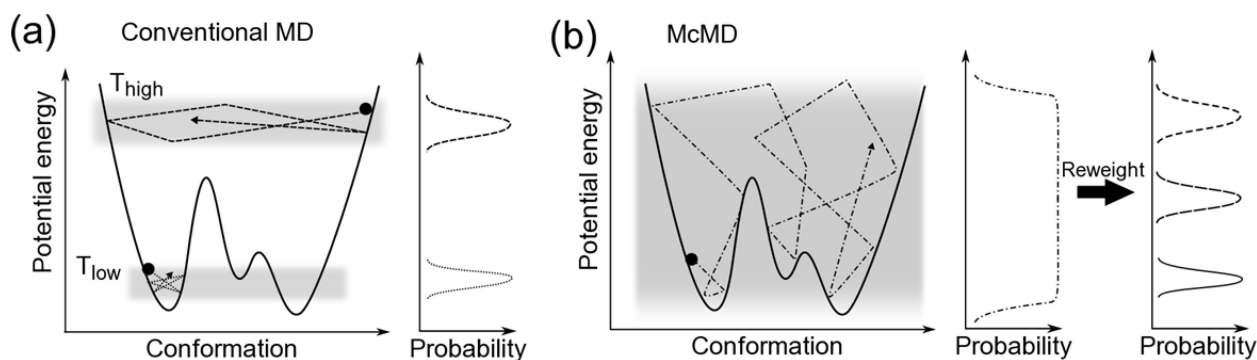 (a)
Conventional MD
Potential energy
T_high
T_low
Conformation
Probability
(b)
McMD
Potential energy
Conformation
Probability
Reweight
Probability